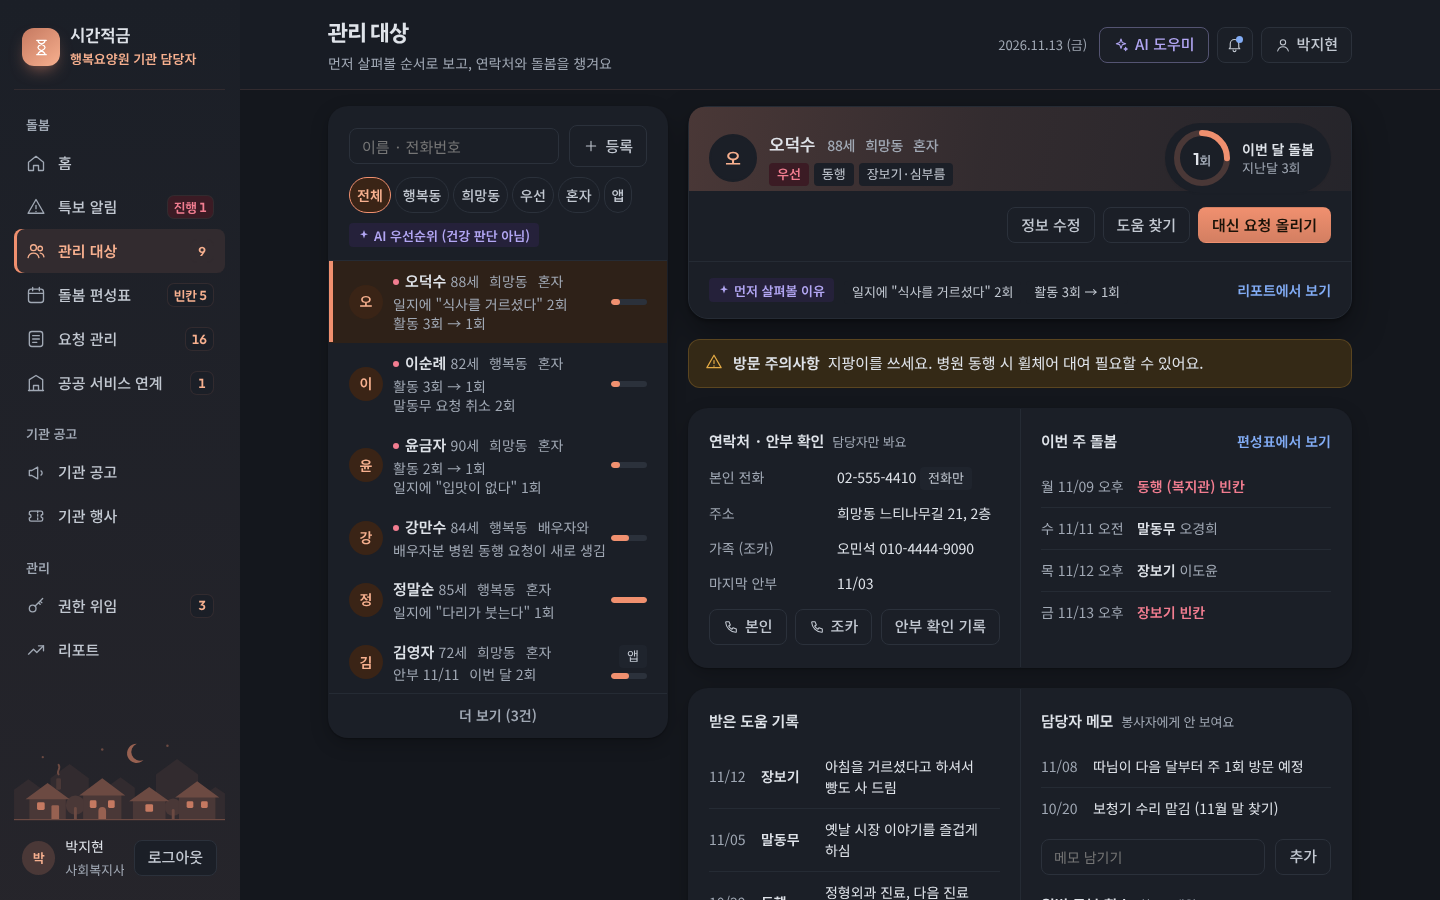 시간적금
행복요양원 기관 담당자
돌봄
홈
특보 알림 진행 1
관리 대상 9
돌봄 편성표 빈칸 5
요청 관리 16
공공 서비스 연계 1
기관 공고
기관 공고
기관 행사
관리
권한 위임 3
리포트
박
박지현
사회복지사
로그아웃
관리 대상
먼저 살펴볼 순서로 보고, 연락처와 돌봄을 챙겨요
2026.11.13 (금)
AI 도우미
박지현
이름 · 전화번호
등록
전체 행복동 희망동 우선 혼자 앱
AI 우선순위 (건강 판단 아님)
오
오덕수 88세 희망동 혼자
일지에 "식사를 거르셨다" 2회
활동 3회 → 1회
이
이순례 82세 행복동 혼자
활동 3회 → 1회
말동무 요청 취소 2회
윤
윤금자 90세 희망동 혼자
활동 2회 → 1회
일지에 "입맛이 없다" 1회
강
강만수 84세 행복동 배우자와
배우자분 병원 동행 요청이 새로 생김
정
정말순 85세 행복동 혼자
일지에 "다리가 붓는다" 1회
김
김영자 72세 희망동 혼자
앱
안부 11/11 이번 달 2회
더 보기 (3건)
오
오덕수 88세 희망동 혼자
우선 동행 장보기·심부름
1회
이번 달 돌봄
지난달 3회
정보 수정
도움 찾기
대신 요청 올리기
먼저 살펴볼 이유 일지에 "식사를 거르셨다" 2회 활동 3회 → 1회 리포트에서 보기
방문 주의사항 지팡이를 쓰세요. 병원 동행 시 휠체어 대여 필요할 수 있어요.
연락처 · 안부 확인 담당자만 봐요
본인 전화 02-555-4410 전화만
주소 희망동 느티나무길 21, 2층
가족 (조카) 오민석 010-4444-9090
마지막 안부 11/03
본인
조카
안부 확인 기록
이번 주 돌봄 편성표에서 보기
월 11/09 오후 동행 (복지관) 빈칸
수 11/11 오전 말동무 오경희
목 11/12 오후 장보기 이도윤
금 11/13 오후 장보기 빈칸
받은 도움 기록
11/12 장보기 아침을 거르셨다고 하셔서
빵도 사 드림
11/05 말동무 옛날 시장 이야기를 즐겁게
하심
정형외과 진료, 다음 진료
담당자 메모 봉사자에게 안 보여요
11/08 따님이 다음 달부터 주 1회 방문 예정
10/20 보청기 수리 맡김 (11월 말 찾기)
메모 남기기
추가